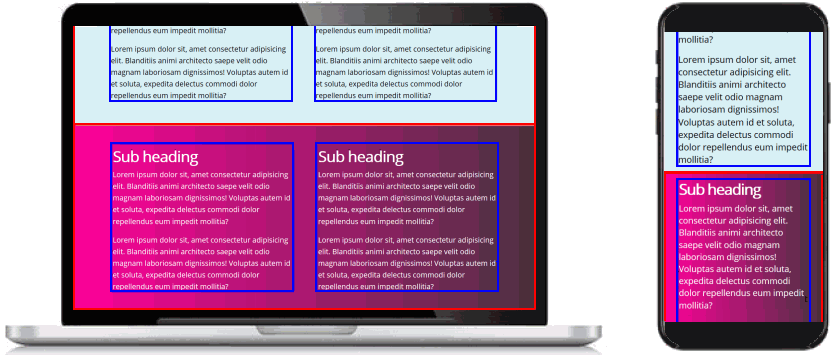 repellendus eum impedit mollitia?
Lorem ipsum dolor sit, amet consectetur adipisicing
elit. Blanditiis animi architecto saepe velit odio
magnam laboriosam dignissimos! Voluptas autem id
et soluta, expedita delectus commodi dolor
repellendus eum impedit mollitia?
repellendus eum impedit mollitia?
Lorem ipsum dolor sit, amet consectetur adipisicing
elit. Blanditiis animi architecto saepe velit odio
magnam laboriosam dignissimos! Voluptas autem id
et soluta, expedita delectus commodi dolor
repellendus eum impedit mollitia?
Sub heading
Lorem ipsum dolor sit, amet consectetur adipisicing
elit. Blanditiis animi architecto saepe velit odio
magnam laboriosam dignissimos! Voluptas autem id
et soluta, expedita delectus commodi dolor
repellendus eum impedit mollitia?
Lorem ipsum dolor sit, amet consectetur adipisicing
elit. Blanditiis animi architecto saepe velit odio
magnam laboriosam dignissimos! Voluptas autem id
et soluta, expedita delectus commodi dolor
repellendus eum impedit mollitia?
Sub heading
Lorem ipsum dolor sit, amet consectetur adipisicing
elit. Blanditiis animi architecto saepe velit odio
magnam laboriosam dignissimos! Voluptas autem id
et soluta, expedita delectus commodi dolor
repellendus eum impedit mollitia?
Lorem ipsum dolor sit, amet consectetur adipisicing
elit. Blanditiis animi architecto saepe velit odio
magnam laboriosam dignissimos! Voluptas autem id
et soluta, expedita delectus commodi dolor
repellendus eum impedit mollitia?
mollitia?
Lorem ipsum dolor sit, amet
consectetur adipisicing elit.
Blanditiis animi architecto
saepe velit odio magnam
laboriosam dignissimos!
Voluptas autem id et soluta,
expedita delectus commodi
dolor repellendus eum impedit
mollitia?
Sub heading
Lorem ipsum dolor sit, amet
consectetur adipisicing elit.
Blanditiis animi architecto
saepe velit odio magnam
laboriosam dignissimos!
Voluptas autem id et soluta,
expedita delectus commodi
dolor repellendus eum impedit
mollitia?